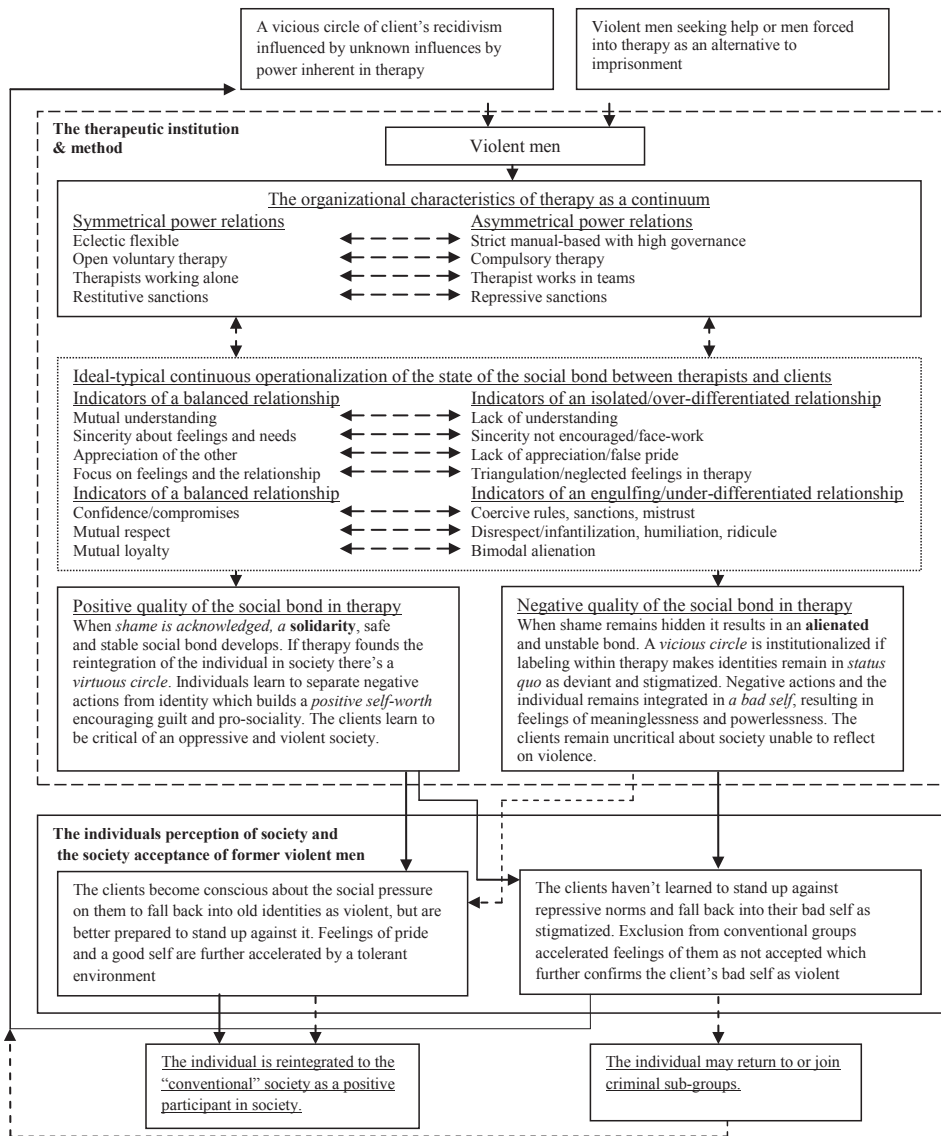 A vicious circle of client's recidivism
influenced by unknown influences by
power inherent in therapy
Violent men seeking help or men forced
into therapy as an alternative to
imprisonment
The therapeutic institution
& method
Violent men
The organizational characteristics of therapy as a continuum
Symmetrical power relations
Asymmetrical power relations
Eclectic flexible
Strict manual-based with high governance
Open voluntary therapy
Compulsory therapy
Therapists working alone
Therapist works in teams
Restitutive sanctions
Repressive sanctions
Ideal-typical continuous operationalization of the state of the social bond between therapists and clients
Indicators of a balanced relationship
Indicators of an isolated/over-differentiated relationship
Mutual understanding
Lack of understanding
Sincerity about feelings and needs
Sincerity not encouraged/face-work
Appreciation of the other
Lack of appreciation/false pride
Focus on feelings and the relationship
Triangulation/neglected feelings in therapy
Indicators of a balanced relationship
Indicators of an engulfing/under-differentiated relationship
Confidence/compromises
Coercive rules, sanctions, mistrust
Mutual respect
Disrespect/infantilization, humiliation, ridicule
Mutual loyalty
Bimodal alienation
Positive quality of the social bond in therapy
When shame is acknowledged, a solidarity, safe
and stable social bond develops. If therapy founds the
reintegration of the individual in society there's a
virtuous circle. Individuals learn to separate negative
actions from identity which builds a positive self-worth
encouraging guilt and pro-sociality. The clients learn to
be critical of an oppressive and violent society.
Negative quality of the social bond in therapy
When shame remains hidden it results in an alienated
and unstable bond. A vicious circle is institutionalized if
labeling within therapy makes identities remain in status
quo as deviant and stigmatized. Negative actions and the
individual remains integrated in a bad self, resulting in
feelings of meaninglessness and powerlessness. The
clients remain uncritical about society unable to reflect
on violence.
The individuals perception of society and
the society acceptance of former violent men
The clients become conscious about the social pressure
on them to fall back into old identities as violent, but are
better prepared to stand up against it. Feelings of pride
and a good self are further accelerated by a tolerant
environment
The clients haven't learned to stand up against
repressive norms and fall back into their bad self as
stigmatized. Exclusion from conventional groups
accelerated feelings of them as not accepted which
further confirms the client's bad self as violent
The individual is reintegrated to the
“conventional” society as a positive
participant in society.
The individual may return to or join
criminal sub-groups.